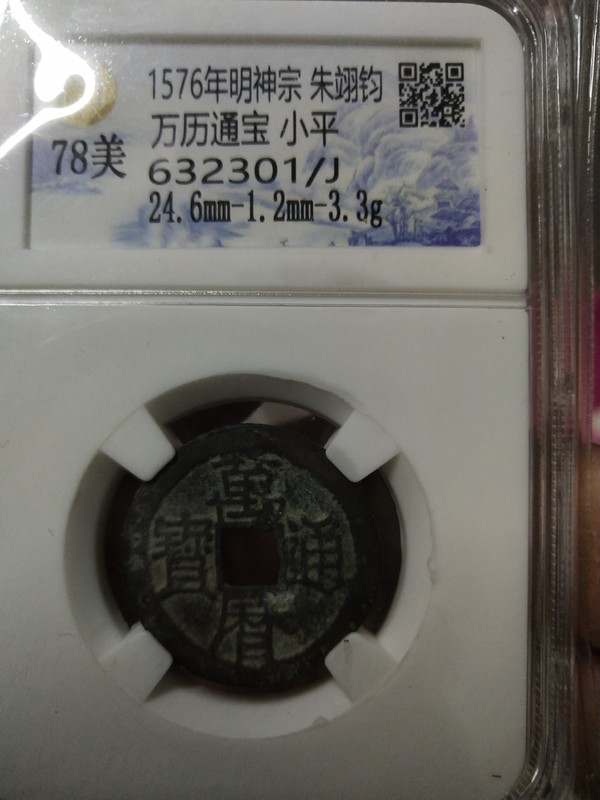 1576年明神宗 朱翊钧
万历通宝 小平
78美
632301/J
24.6mm-1.2mm-3.3g
萬
寶 通
曆